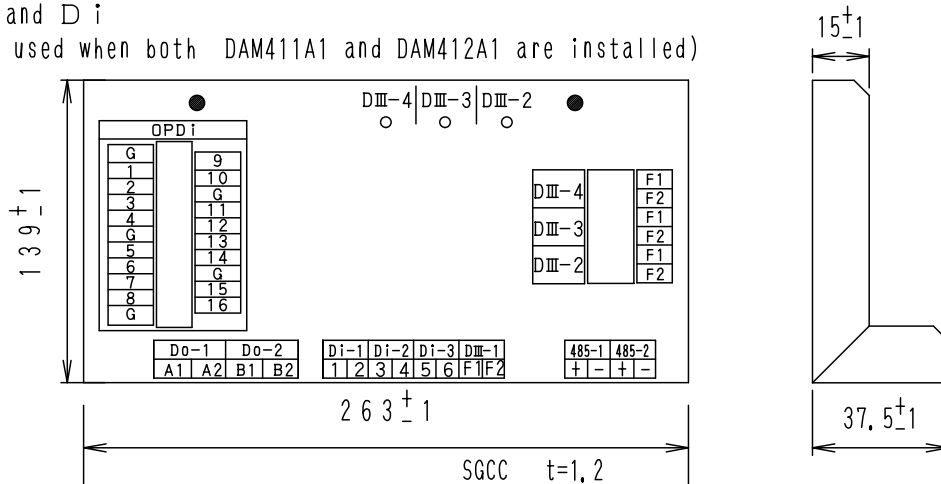 and D i
used when both DAM411A1 and DAM412A1 are installed)
15±1
DⅢ-4 DⅢ-3 DⅢ-2
OPDi
G
1
2
3
4
G
5
6
7
8
G
9
10
G
11
12
13
14
G
15
16
DⅢ-4
DⅢ-3
DⅢ-2
F1
F2
F1
F2
F1
F2
139±1
Do-1 Do-2
A1 A2 B1 B2
Di-1 Di-2 Di-3 DⅢ-1
1 2 3 4 5 6 F1 F2
485-1 485-2
+ - + -
263±1
37.5±1
SGCC t=1.2